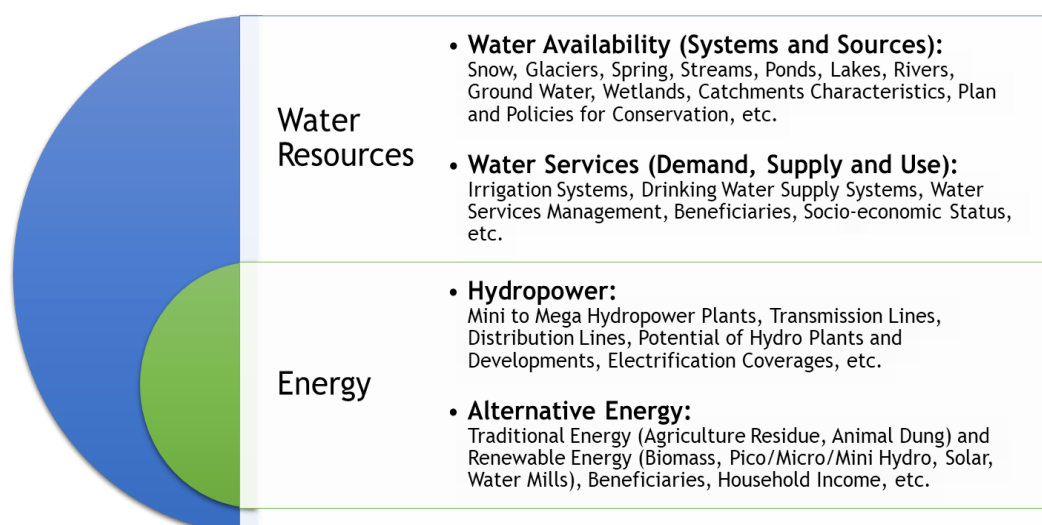 Water
Resources
• Water Availability (Systems and Sources):
Snow, Glaciers, Spring, Streams, Ponds, Lakes, Rivers,
Ground Water, Wetlands, Catchments Characteristics, Plan
and Policies for Conservation, etc.
• Water Services (Demand, Supply and Use):
Irrigation Systems, Drinking Water Supply Systems, Water
Services Management, Beneficiaries, Socio-economic Status,
etc.
Energy
• Hydropower:
Mini to Mega Hydropower Plants, Transmission Lines,
Distribution Lines, Potential of Hydro Plants and
Developments, Electrification Coverages, etc.
• Alternative Energy:
Traditional Energy (Agriculture Residue, Animal Dung) and
Renewable Energy (Biomass, Pico/Micro/Mini Hydro, Solar,
Water Mills), Beneficiaries, Household Income, etc.